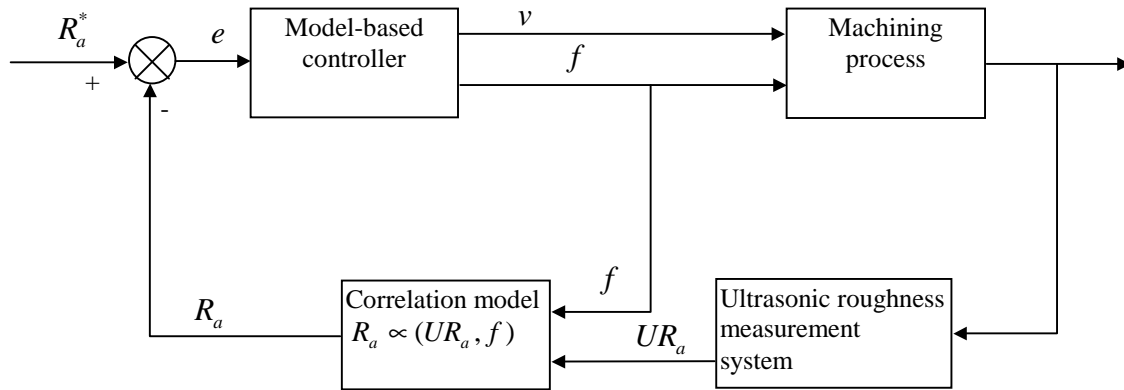 R*a
+
-
e
Model-based
controller
v
f
Machining
process
f
Correlation model
Ra ∝ (URa, f)
Ra
URa
Ultrasonic roughness
measurement
system